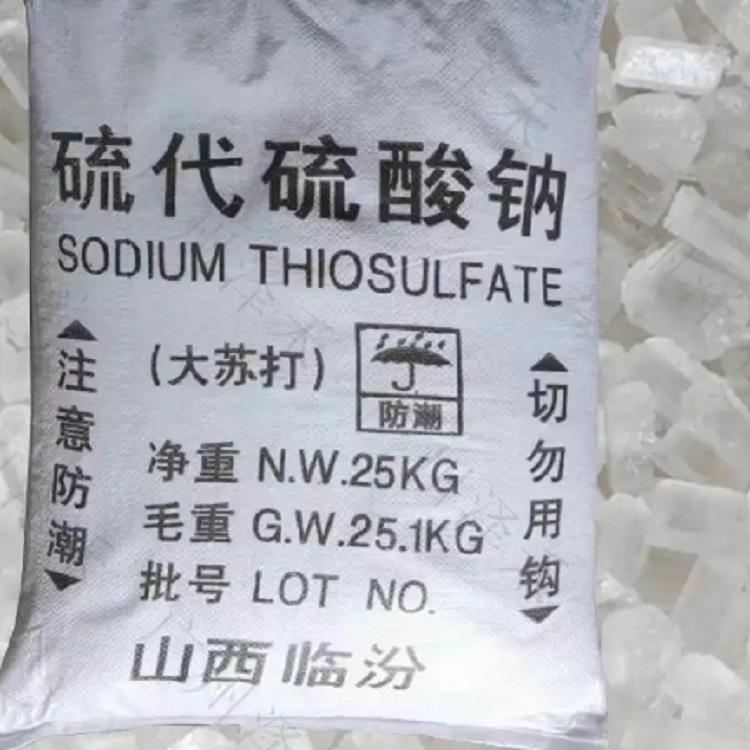 硫代硫酸钠
SODIUM THIOSULFATE
(大苏打)
防潮
注意防潮
切勿用钩
净重 N.W.25KG
毛重 G.W.25.1KG
批号 LOT NO.
山西临汾